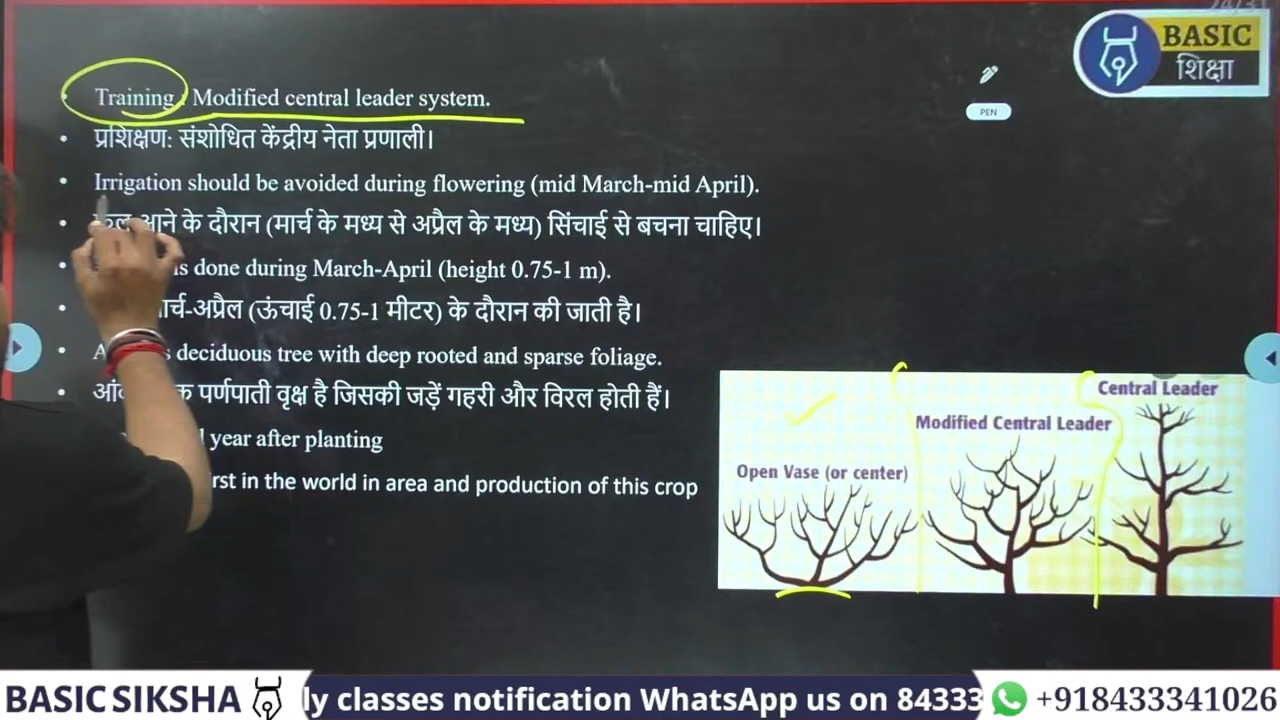 24/31
BASIC
शिक्षा
Training : Modified central leader system.
PEN
प्रशिक्षण: संशोधित केंद्रीय नेता प्रणाली।
Irrigation should be avoided during flowering (mid March-mid April).
आने के दौरान (मार्च के मध्य से अप्रैल के मध्य) सिंचाई से बचना चाहिए।
done during March-April (height 0.75-1 m).
(ऊंचाई 0.75-1 मीटर) के दौरान की जाती है।
deciduous tree with deep rooted and sparse foliage.
पर्णपाती वृक्ष है जिसकी जड़ें गहरी और विरल होती हैं।
year after planting
in the world in area and production of this crop
Central Leader
Modified Central Leader
Open Vase (or center)
BASIC SIKSHA
classes notification WhatsApp us on 84333
+918433341026